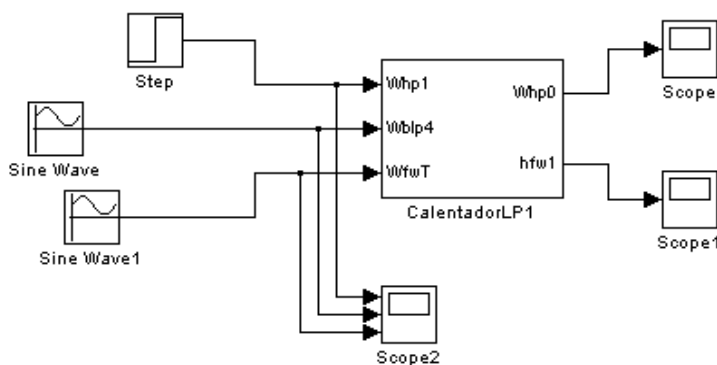 Step
Whp1
Whp0
Scope
Wblp4
Sine Wave
WfwT
hfw1
CalentadorLP1
Scope1
Sine Wave1
Scope2